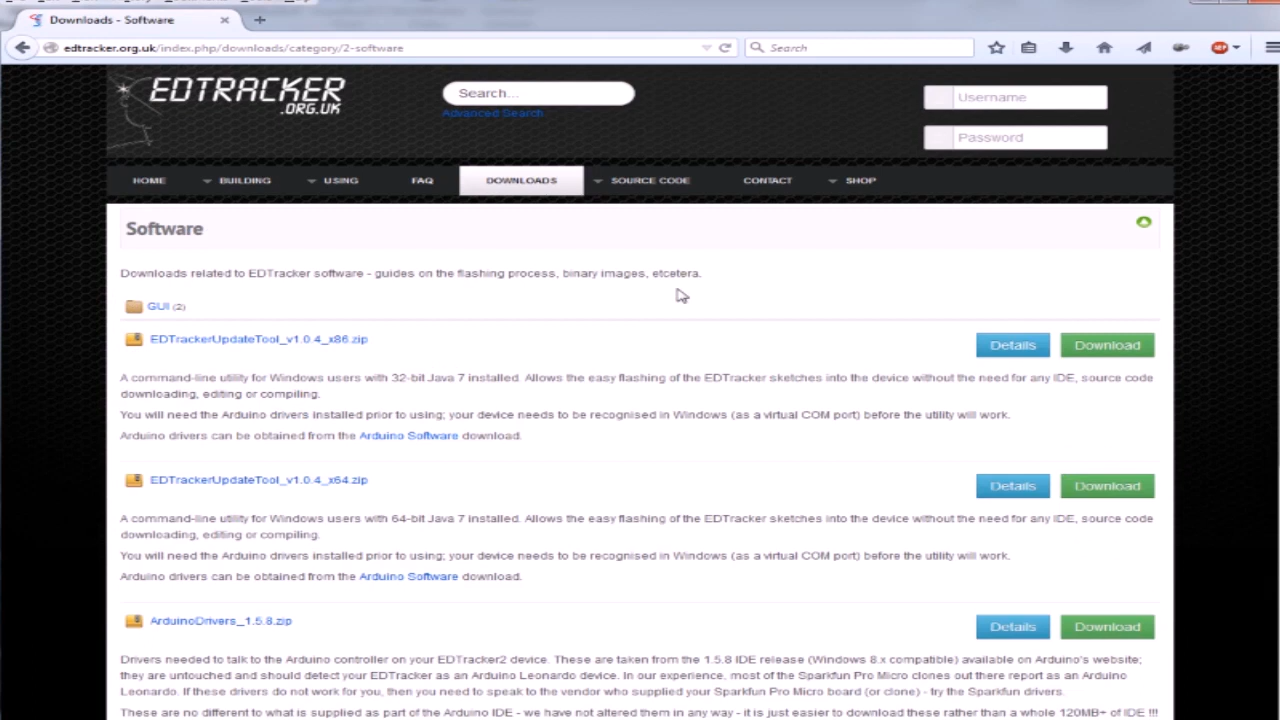 Downloads - Software
edtracker.org.uk/index.php/downloads/category/2-software
Search
EDTRACKER
.ORG.UK
Search...
Advanced Search
Username
Password
HOME BUILDING USING FAQ DOWNLOADS SOURCE CODE CONTACT SHOP
Software
Downloads related to EDTracker software - guides on the flashing process, binary images, etcetera.
GUI (2)
EDTrackerUpdateTool_v1.0.4_x86.zip
Details Download
A command-line utility for Windows users with 32-bit Java 7 installed. Allows the easy flashing of the EDTracker sketches into the device without the need for any IDE, source code
downloading, editing or compiling.
You will need the Arduino drivers installed prior to using; your device needs to be recognised in Windows (as a virtual COM port) before the utility will work.
Arduino drivers can be obtained from the Arduino Software download.
EDTrackerUpdateTool_v1.0.4_x64.zip
Details Download
A command-line utility for Windows users with 64-bit Java 7 installed. Allows the easy flashing of the EDTracker sketches into the device without the need for any IDE, source code
downloading, editing or compiling.
You will need the Arduino drivers installed prior to using; your device needs to be recognised in Windows (as a virtual COM port) before the utility will work.
Arduino drivers can be obtained from the Arduino Software download.
ArduinoDrivers_1.5.8.zip
Details Download
Drivers needed to talk to the Arduino controller on your EDTracker2 device. These are taken from the 1.5.8 IDE release (Windows 8.x compatible) available on Arduino's website;
they are untouched and should detect your EDTracker as an Arduino Leonardo device. In our experience, most of the Sparkfun Pro Micro clones out there report as an Arduino
Leonardo. If these drivers do not work for you, then you need to speak to the vendor who supplied your Sparkfun Pro Micro board (or clone) - try the Sparkfun drivers.
These are no different to what is supplied as part of the Arduino IDE - we have not altered them in any way - it is just easier to download these rather than a whole 120MB+ of IDE !!!